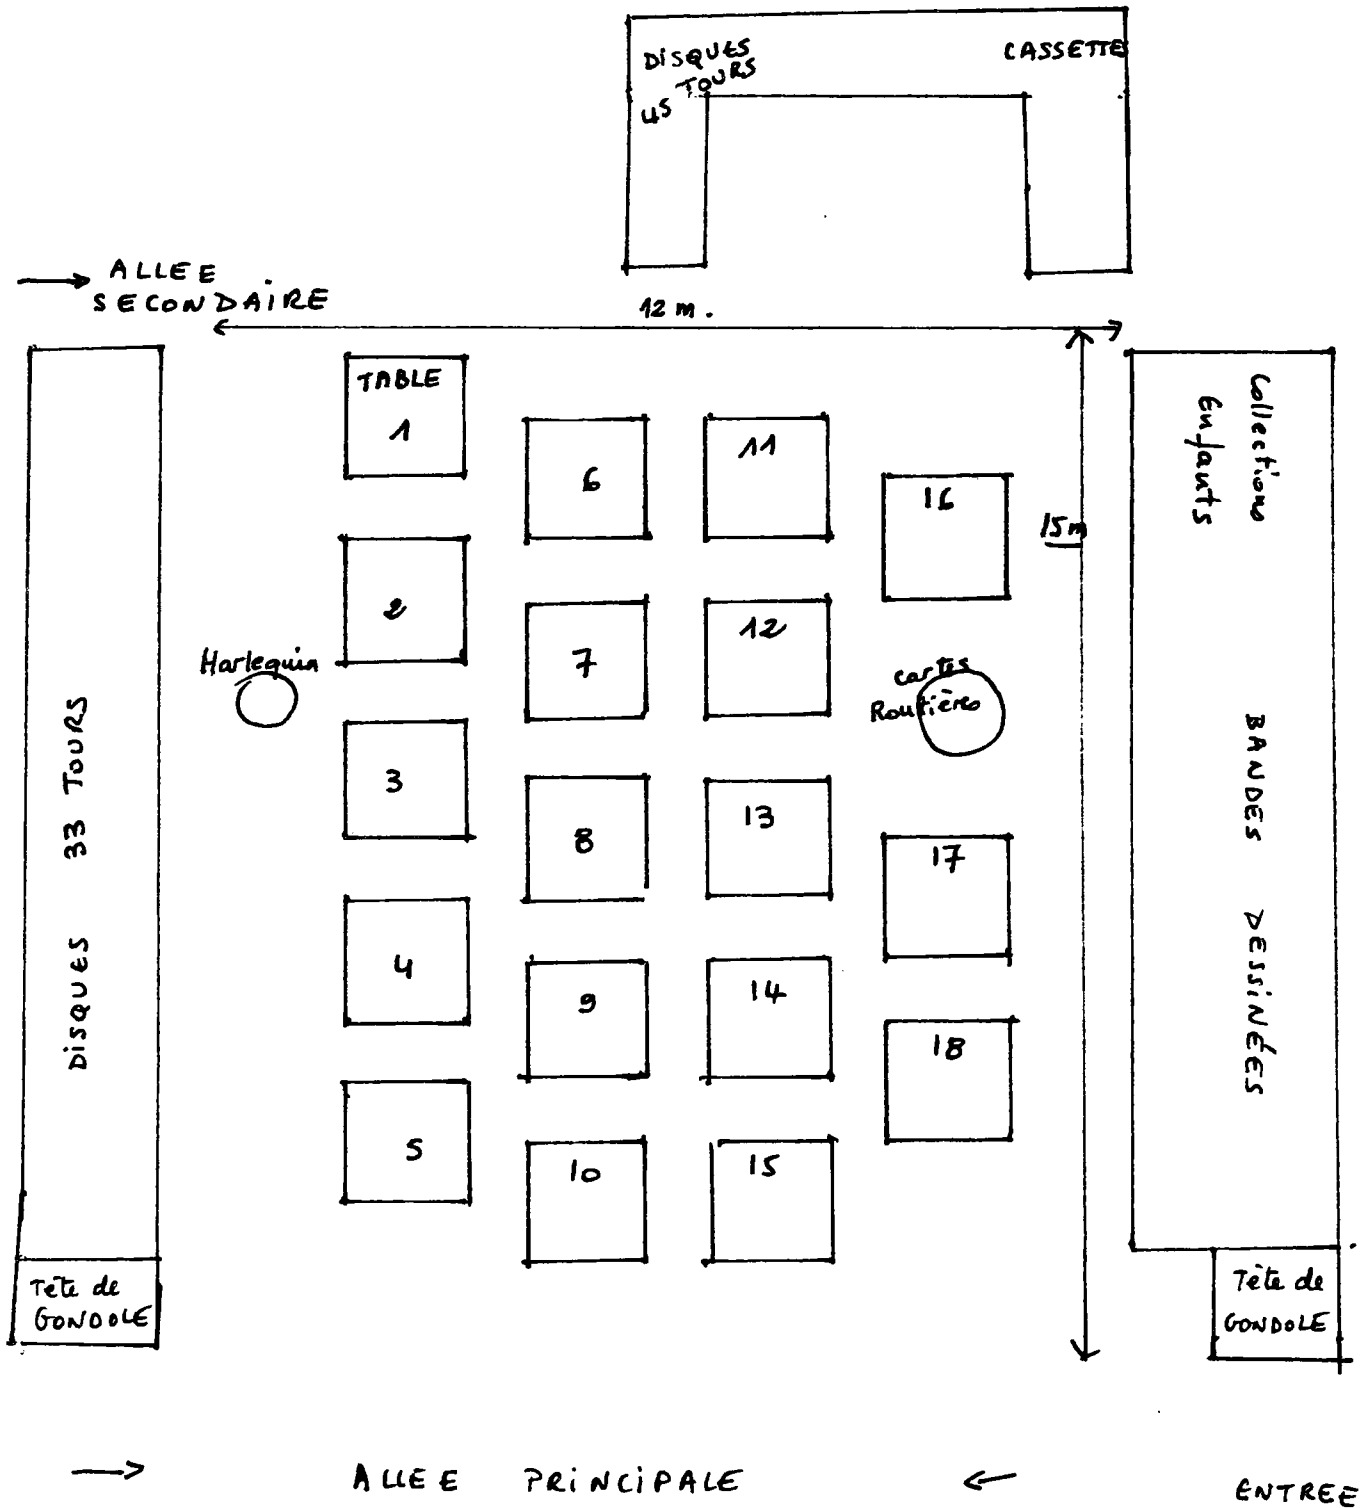 DISQUES
45 TOURS
CASSETTE
ALLEE
SECONDAIRE
12 m.
TABLE
1
6
11
16
15m
Collections
Enfants
2
7
12
Harlequin
Cartes
Routières
3
8
13
17
DISQUES 33 TOURS
BANDES DESSINÉES
4
9
14
18
5
10
15
Tête de
GONDOLE
Tête de
GONDOLE
ALLEE PRINCIPALE
ENTREE